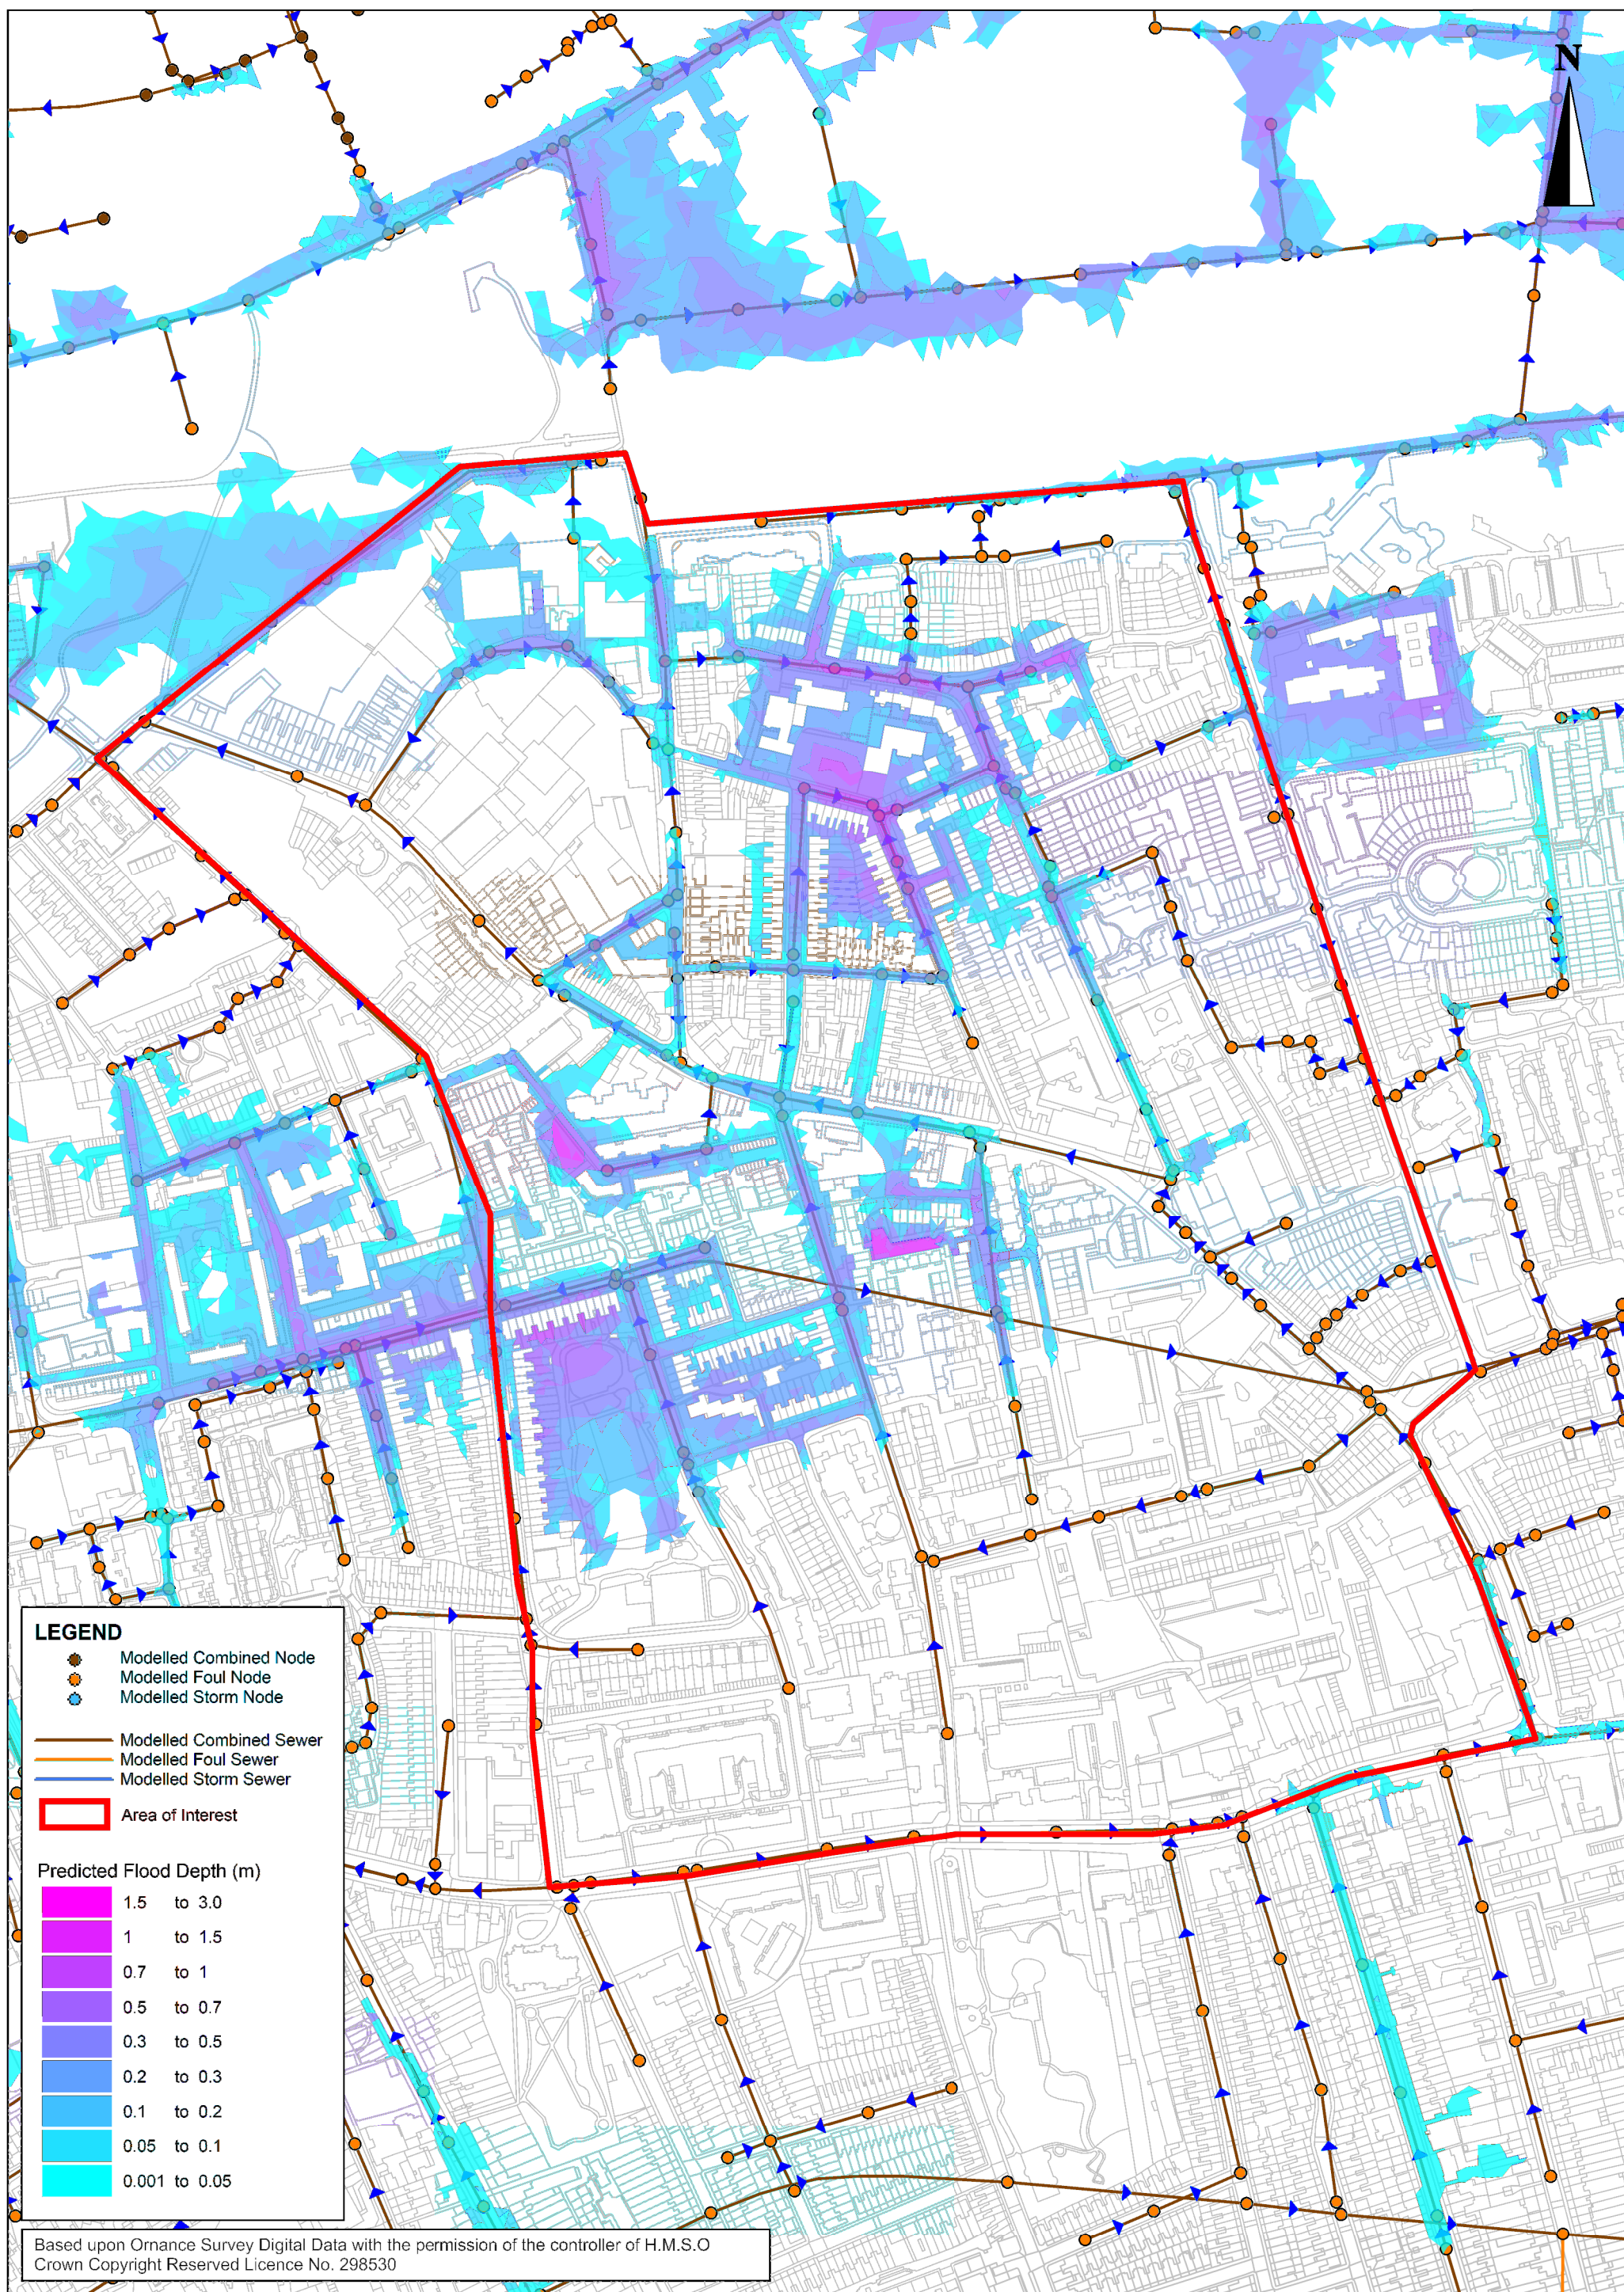 N
LEGEND
Modelled Combined Node
Modelled Foul Node
Modelled Storm Node
Modelled Combined Sewer
Modelled Foul Sewer
Modelled Storm Sewer
Area of Interest
Predicted Flood Depth (m)
1.5 to 3.0
1 to 1.5
0.7 to 1
0.5 to 0.7
0.3 to 0.5
0.2 to 0.3
0.1 to 0.2
0.05 to 0.1
0.001 to 0.05
Based upon Ornance Survey Digital Data with the permission of the controller of H.M.S.O
Crown Copyright Reserved Licence No. 298530